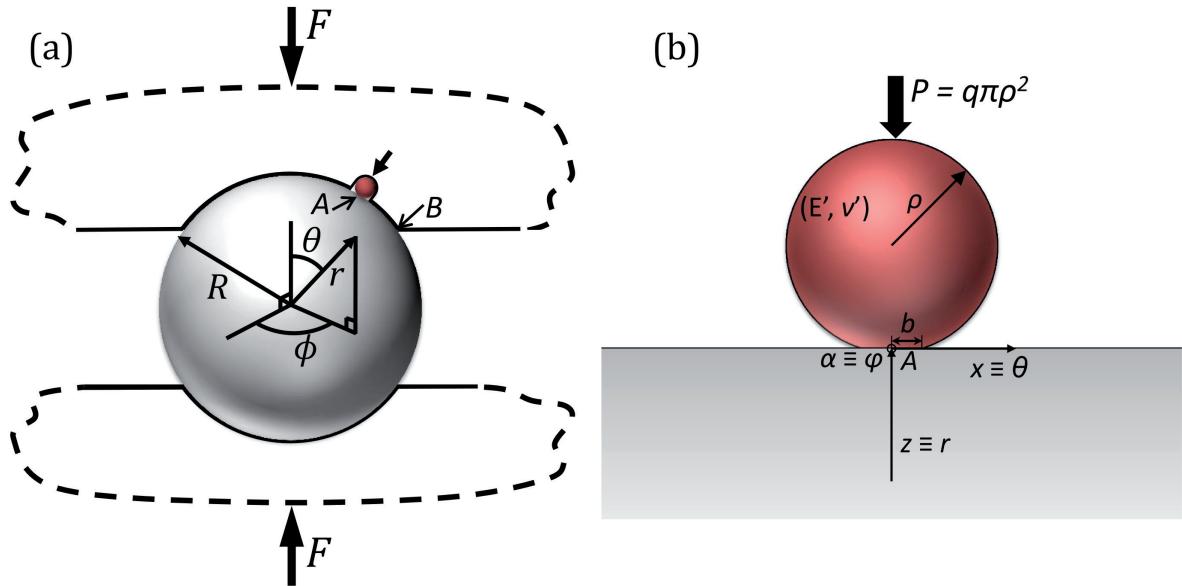 (a)
F
A
B
θ
r
R
ϕ
F
(b)
P = qπρ²
(E’, ν’)
ρ
b
α ≡ φ
A
x ≡ θ
z ≡ r